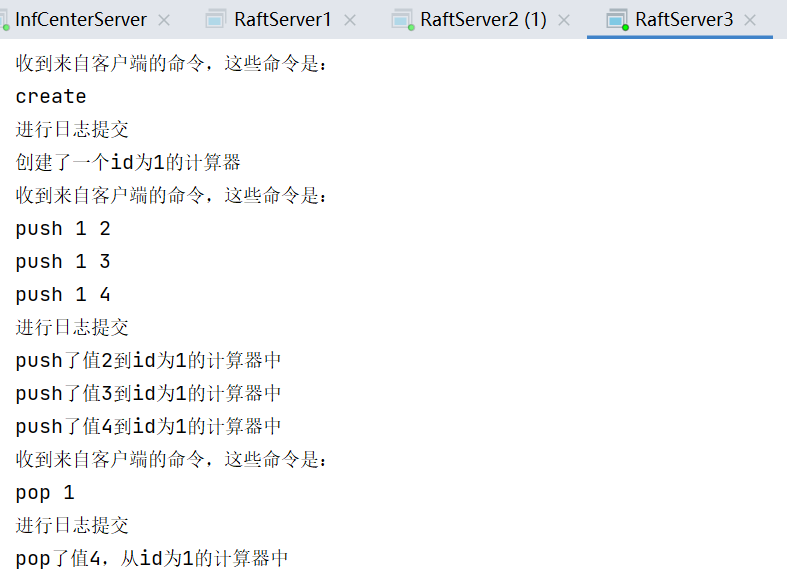 InfCenterServer RaftServer1 RaftServer2 (1) RaftServer3
收到来自客户端的命令，这些命令是：
create
进行日志提交
创建了一个id为1的计算器
收到来自客户端的命令，这些命令是：
push 1 2
push 1 3
push 1 4
进行日志提交
push了值2到id为1的计算器中
push了值3到id为1的计算器中
push了值4到id为1的计算器中
收到来自客户端的命令，这些命令是：
pop 1
进行日志提交
pop了值4，从id为1的计算器中